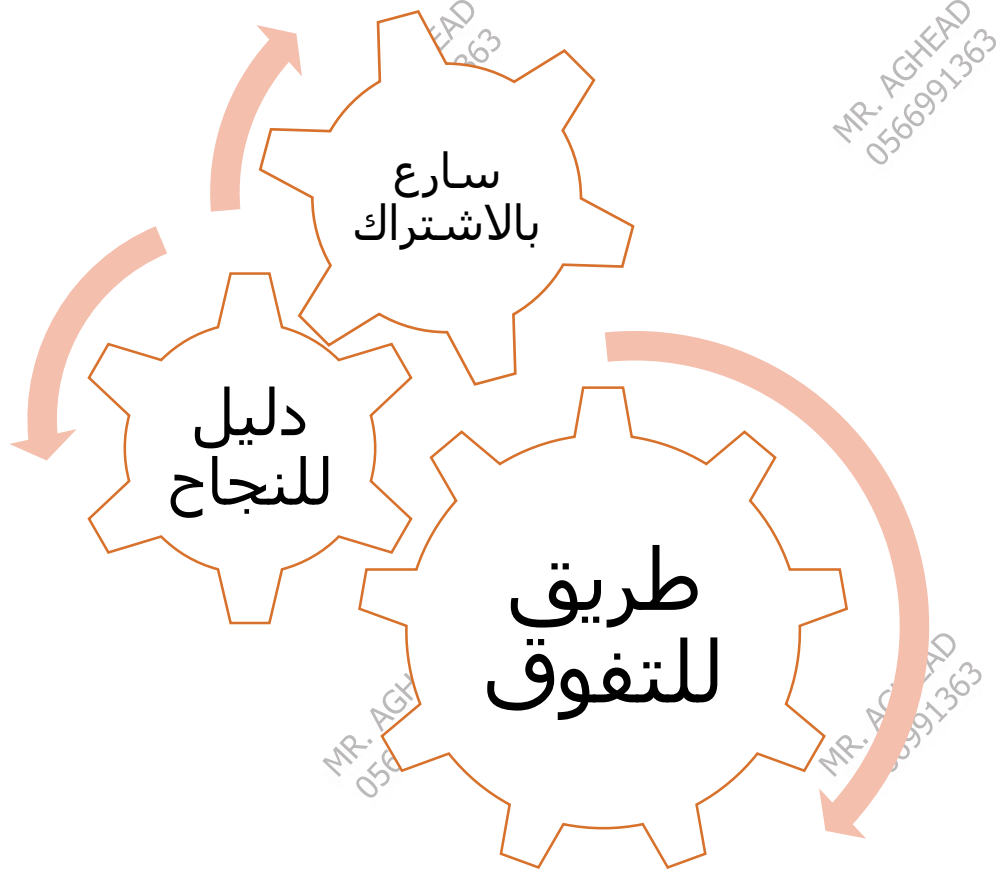 MR. AGHEAD
0566991363
سارع
بالاشتراك
دليل
للنجاح
طريق
للتفوق